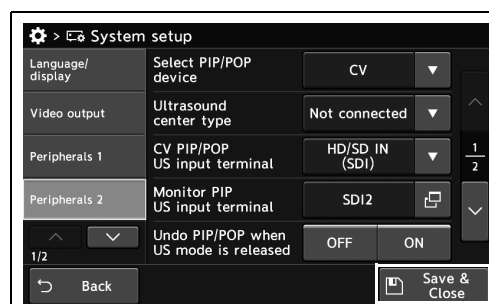 > System setup
Language/
display
Select PIP/POP
device
CV
Video output
Ultrasound
center type
Not connected
Peripherals 1
CV PIP/POP
US input terminal
HD/SD IN
(SDI)
1
2
Peripherals 2
Monitor PIP
US input terminal
SDI2
1/2
Undo PIP/POP when
US mode is released
OFF
ON
Back
Save &
Close